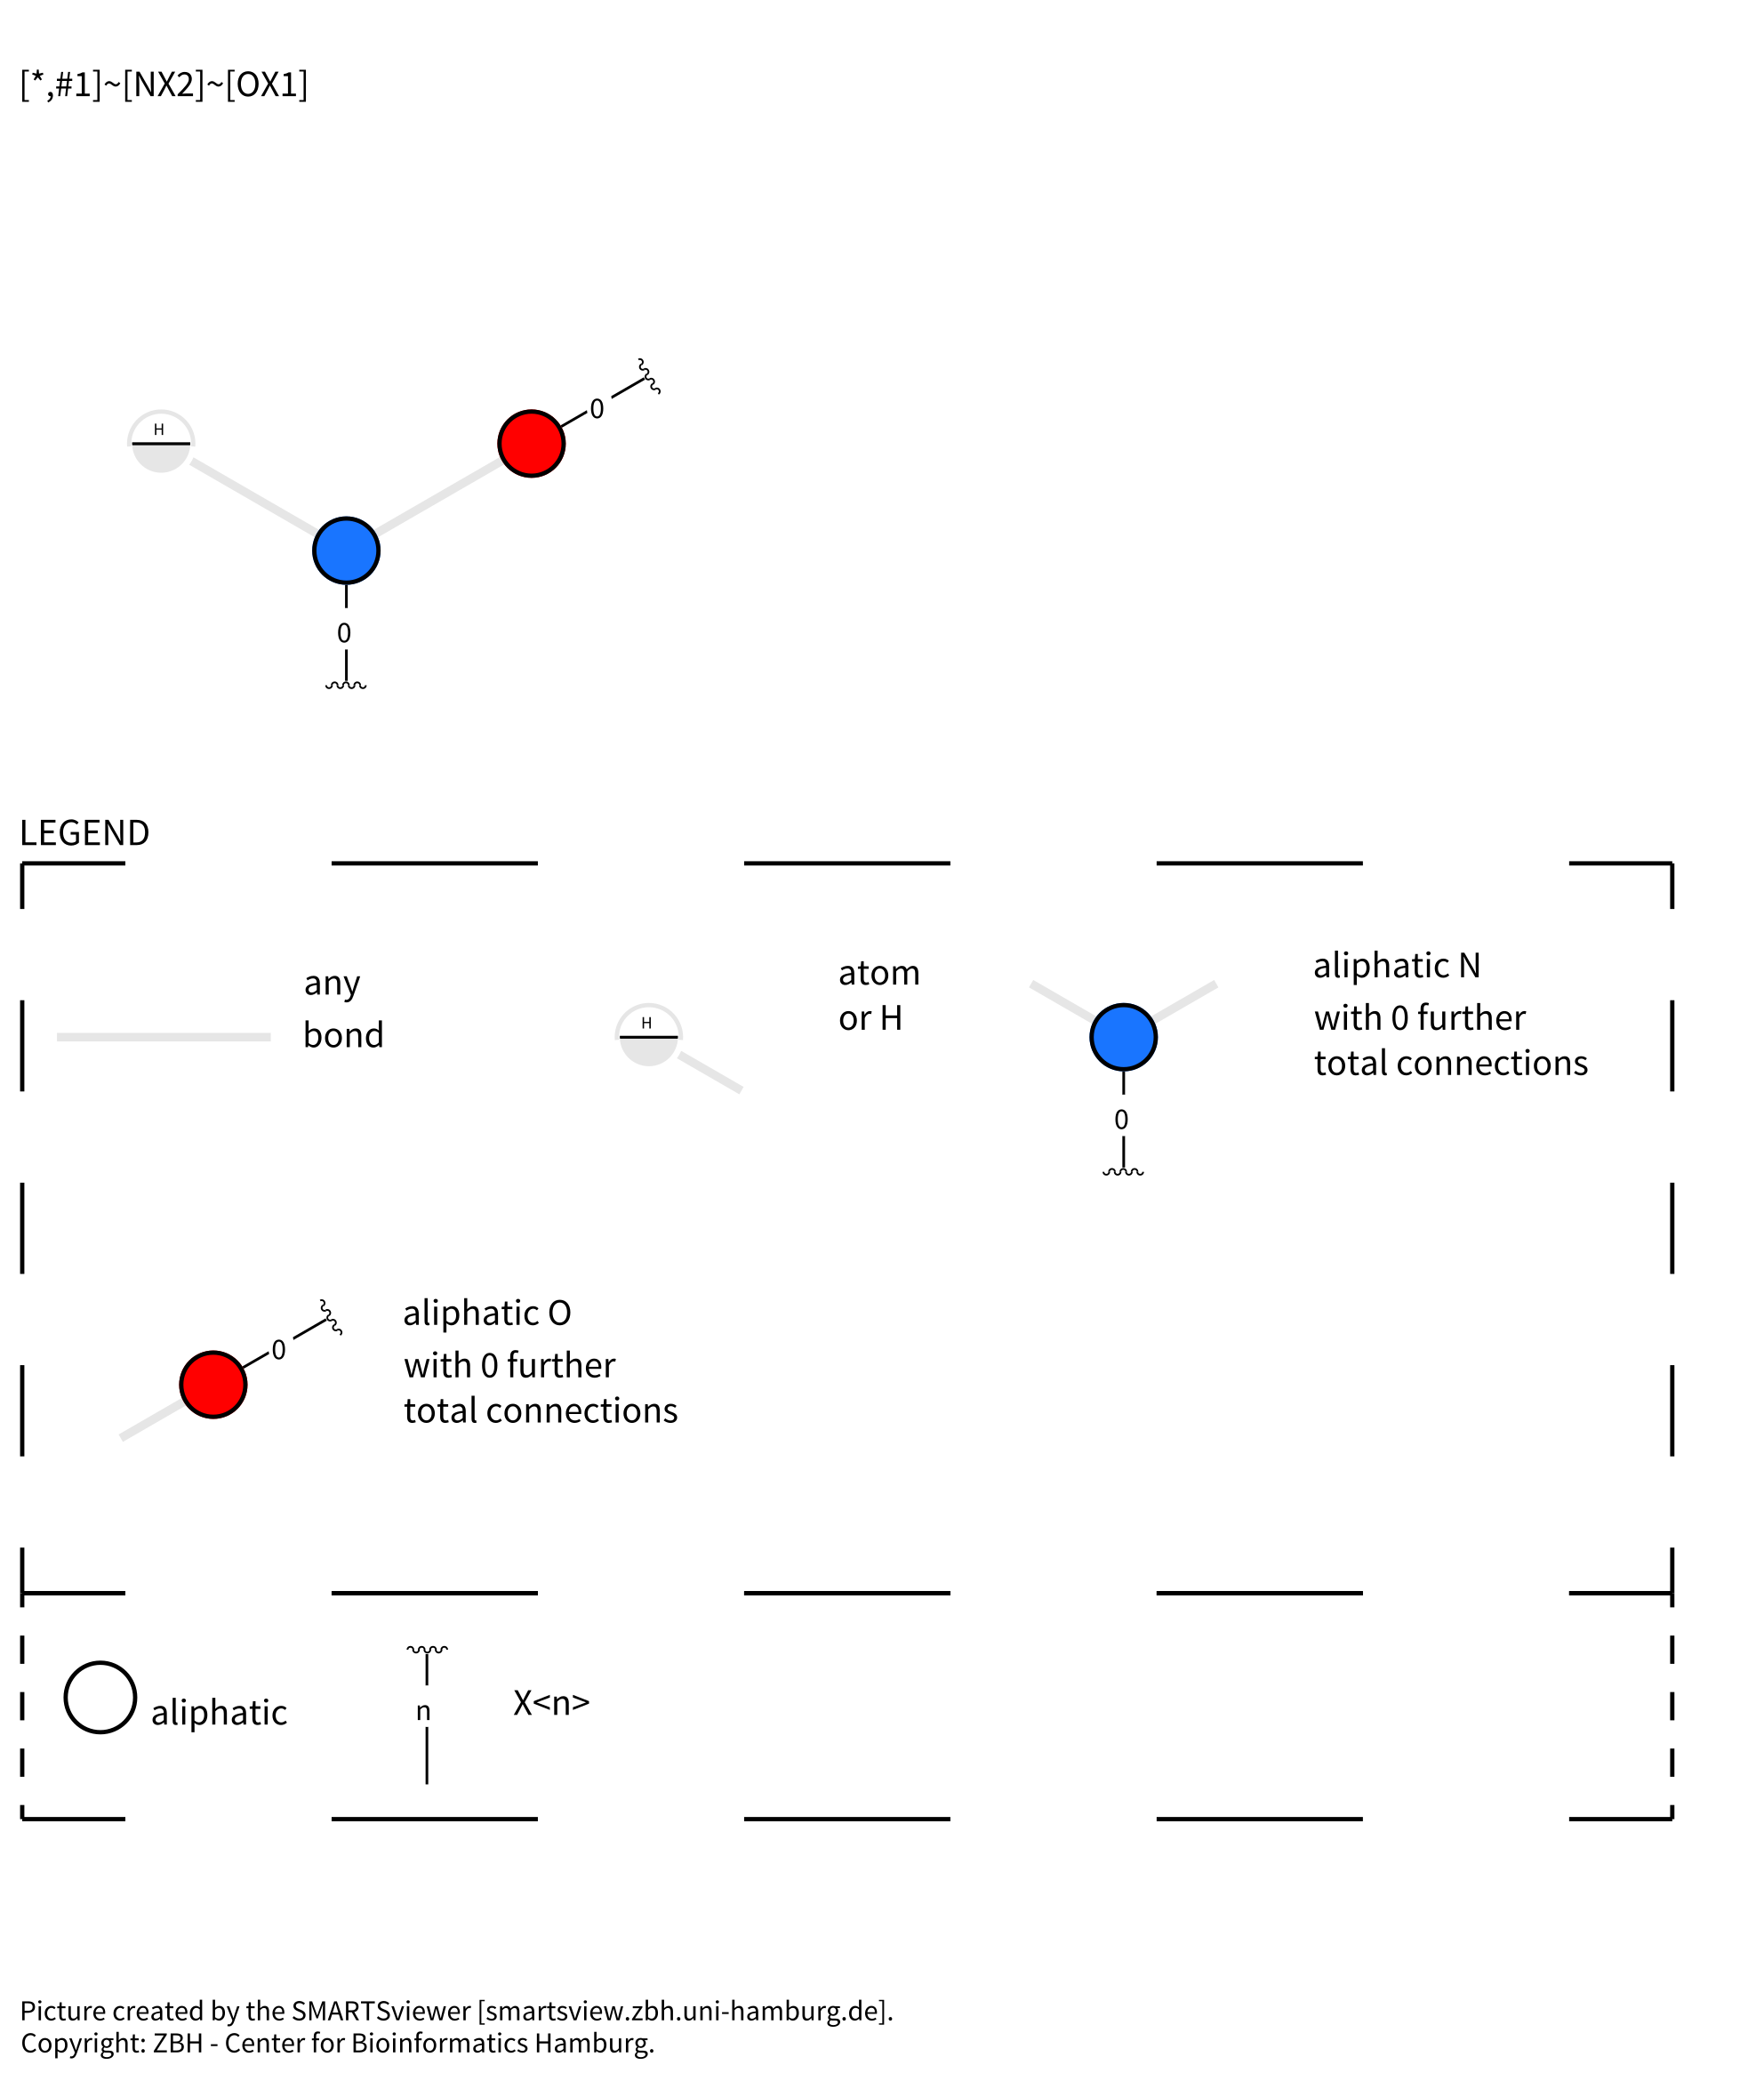 [*,#1]~[NX2]~[OX1]
H
0
0
LEGEND
any
bond
H
atom
or H
0
aliphatic N
with 0 further
total connections
0
aliphatic O
with 0 further
total connections
aliphatic
n
X<n>
Picture created by the SMARTSviewer [smartsview.zbh.uni-hamburg.de].
Copyright: ZBH - Center for Bioinformatics Hamburg.